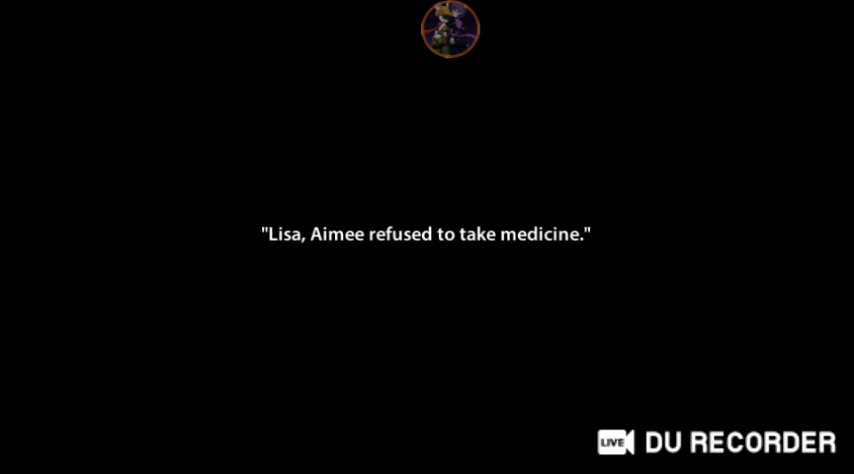 "Lisa, Aimee refused to take medicine."
LIVE DU RECORDER